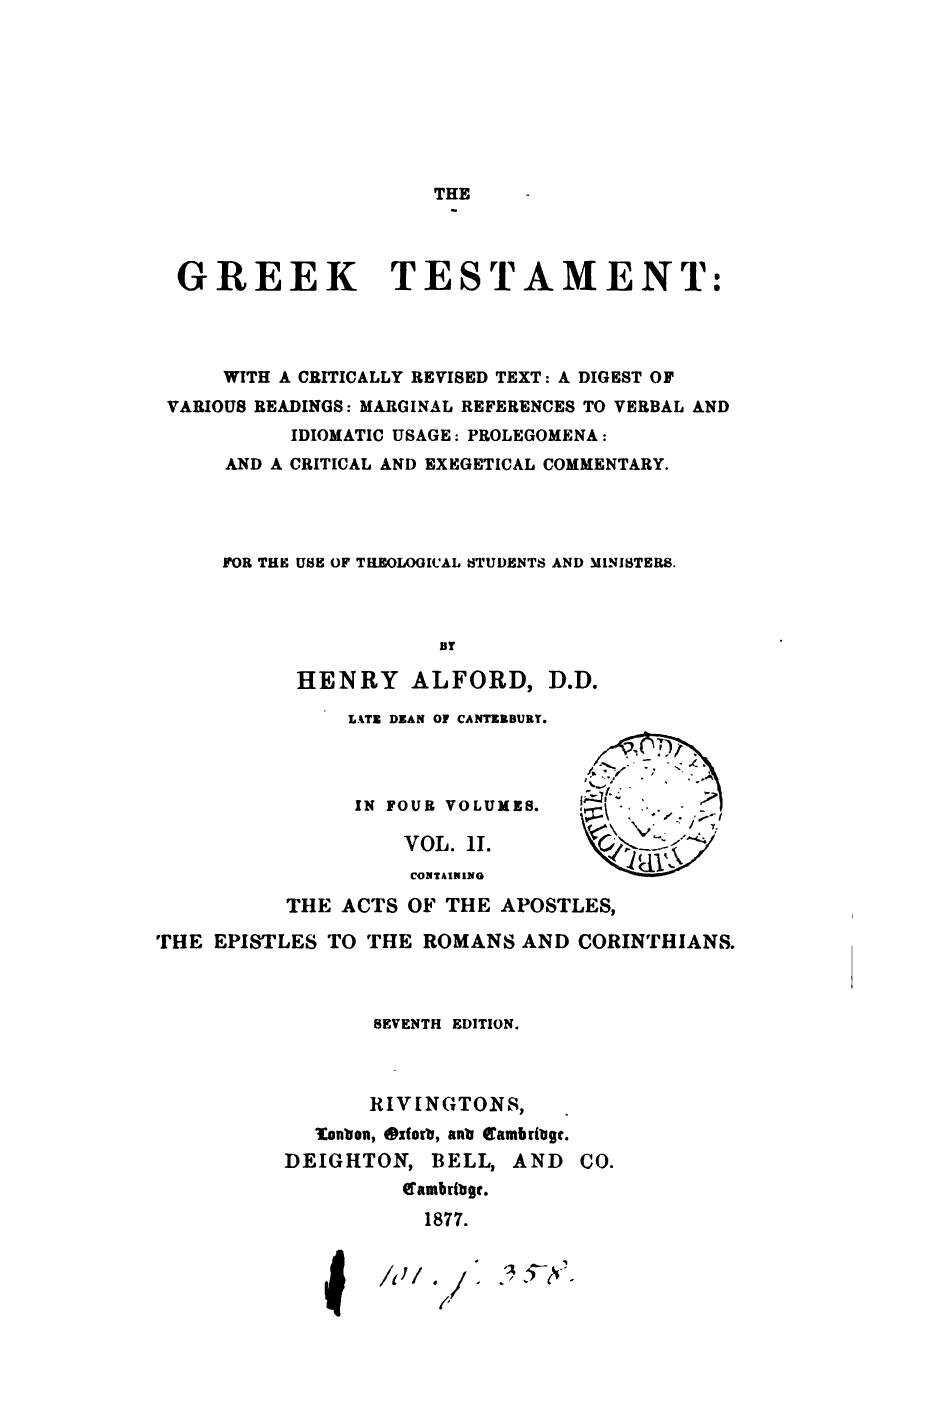 THE
GREEK TESTAMENT:
WITH A CRITICALLY REVISED TEXT: A DIGEST OF
VARIOUS READINGS: MARGINAL REFERENCES TO VERBAL AND
IDIOMATIC USAGE: PROLEGOMENA:
AND A CRITICAL AND EXEGETICAL COMMENTARY.
FOR THE USE OF THEOLOGICAL STUDENTS AND MINISTERS.
BY
HENRY ALFORD, D.D.
LATE DEAN OF CANTERBURY.
BIBLIOTHECA BODLEIANA
IN FOUR VOLUMES.
VOL. II.
CONTAINING
THE ACTS OF THE APOSTLES,
THE EPISTLES TO THE ROMANS AND CORINTHIANS.
SEVENTH EDITION.
RIVINGTONS,
London, Oxford, and Cambridge.
DEIGHTON, BELL, AND CO.
Cambridge.
1877.
101. j. 358.